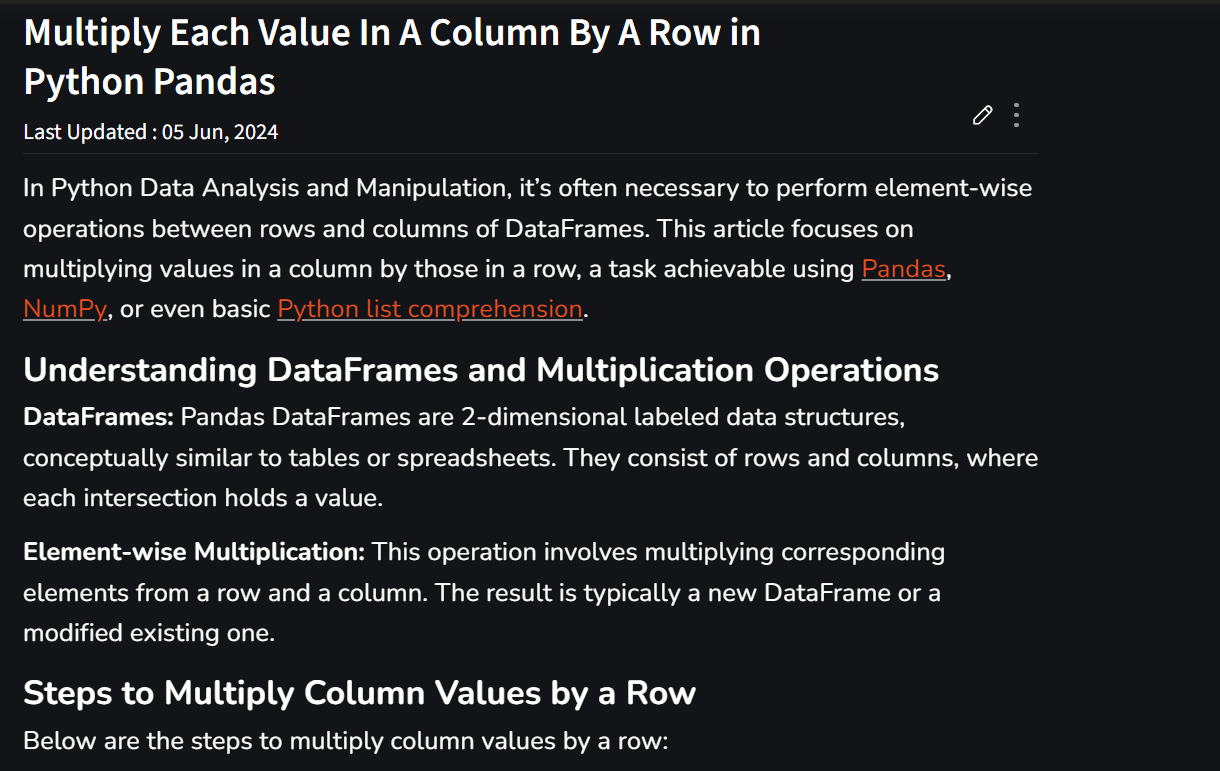 Multiply Each Value In A Column By A Row in
Python Pandas
Last Updated : 05 Jun, 2024
In Python Data Analysis and Manipulation, it’s often necessary to perform element-wise
operations between rows and columns of DataFrames. This article focuses on
multiplying values in a column by those in a row, a task achievable using Pandas,
NumPy, or even basic Python list comprehension.
Understanding DataFrames and Multiplication Operations
DataFrames: Pandas DataFrames are 2-dimensional labeled data structures,
conceptually similar to tables or spreadsheets. They consist of rows and columns, where
each intersection holds a value.
Element-wise Multiplication: This operation involves multiplying corresponding
elements from a row and a column. The result is typically a new DataFrame or a
modified existing one.
Steps to Multiply Column Values by a Row
Below are the steps to multiply column values by a row: